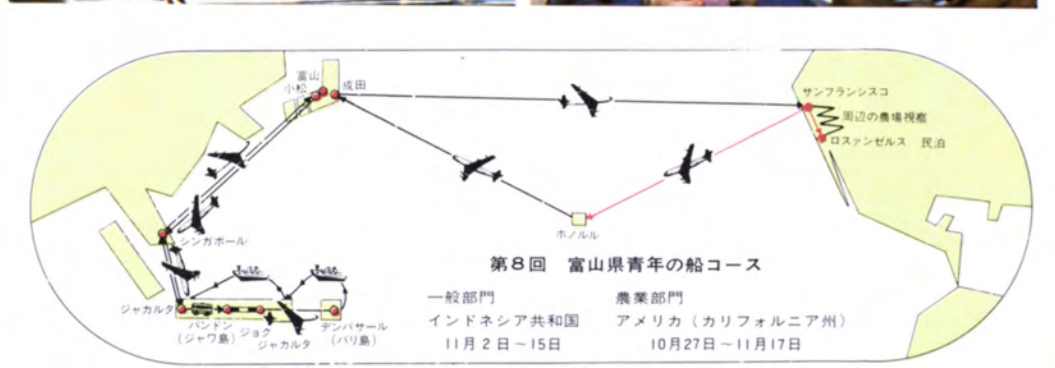 富山
小松
成田
サンフランシスコ
周辺の農場視察
ロスアンゼルス 民泊
シンガポール
ホノルル
第8回 富山県青年の船コース
一般部門
インドネシア共和国
11月2日〜15日
農業部門
アメリカ(カリフォルニア州)
10月27日〜11月17日
ジャカルタ
バンドン
(ジャワ島)
ジョク
ジャカルタ
デンパサール
(バリ島)